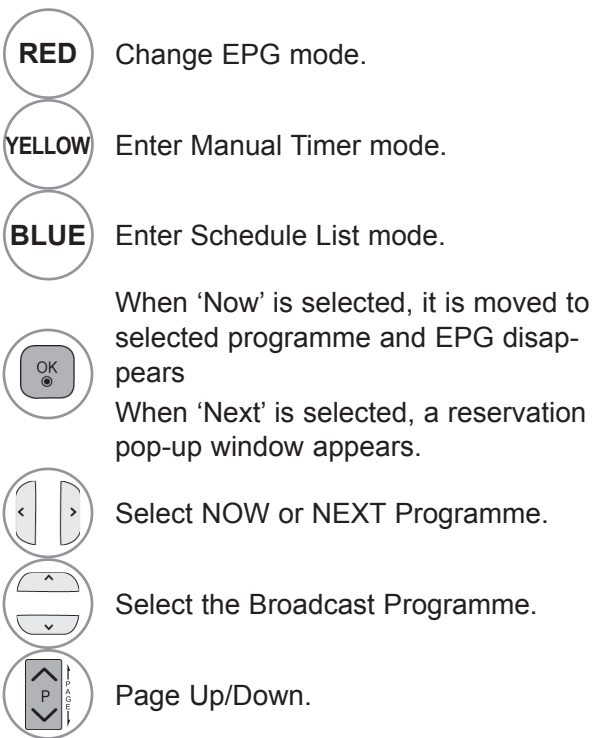 RED Change EPG mode.
YELLOW Enter Manual Timer mode.
BLUE Enter Schedule List mode.
When ‘Now’ is selected, it is moved to
selected programme and EPG disap-
OK
pears
When ‘Next’ is selected, a reservation
pop-up window appears.
Select NOW or NEXT Programme.
Select the Broadcast Programme.
P PAGE Page Up/Down.